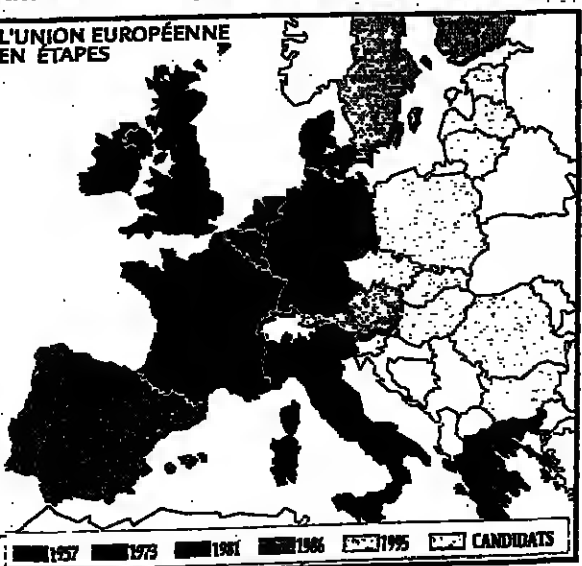 L'UNION EUROPÉENNE
EN ÉTAPES
1957 1973 1981 1986 1995 CANDIDATS